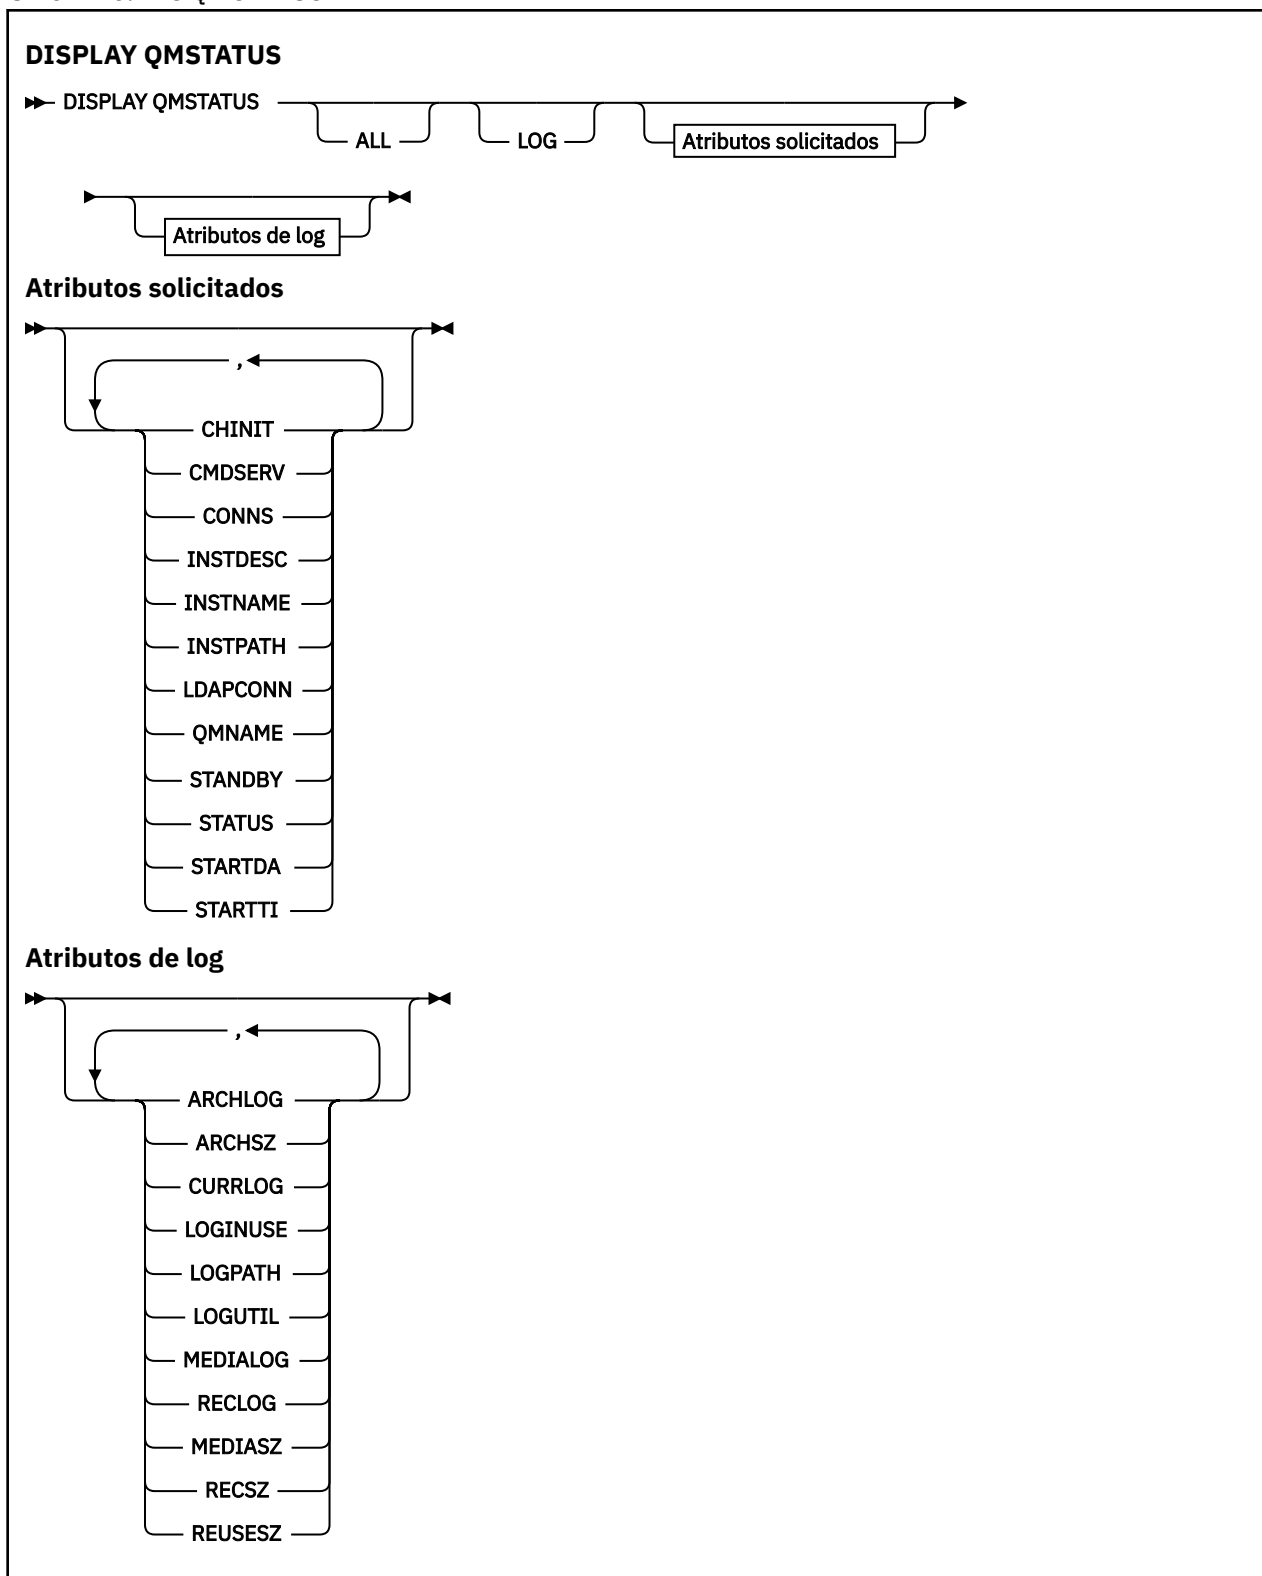 DISPLAY QMSTATUS
DISPLAY QMSTATUS
ALL
LOG
Atributos solicitados
Atributos de log
Atributos solicitados
,
CHINIT
CMDSERV
CONNS
INSTDESC
INSTNAME
INSTPATH
LDAPCONN
QMNAME
STANDBY
STATUS
STARTDA
STARTTI
Atributos de log
,
ARCHLOG
ARCHSZ
CURRLOG
LOGINUSE
LOGPATH
LOGUTIL
MEDIALOG
RECLOG
MEDIASZ
RECSZ
REUSESZ